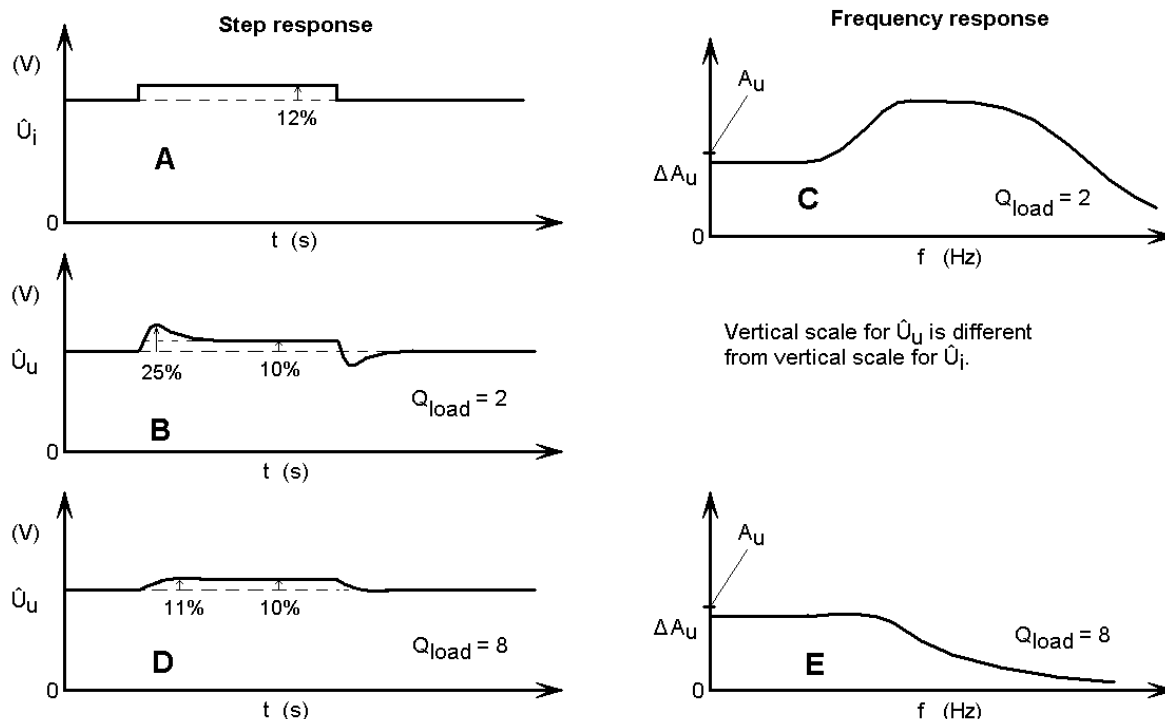 Step response
(V)
Ûi
12%
A
0
t (s)
(V)
Ûu
25%
10%
Qload = 2
B
0
t (s)
(V)
Ûu
11%
10%
Qload = 8
D
0
t (s)
Frequency response
Au
Δ Au
C
Qload = 2
0
f (Hz)
Vertical scale for Ûu is different
from vertical scale for Ûi.
Au
Δ Au
Qload = 8
E
0
f (Hz)